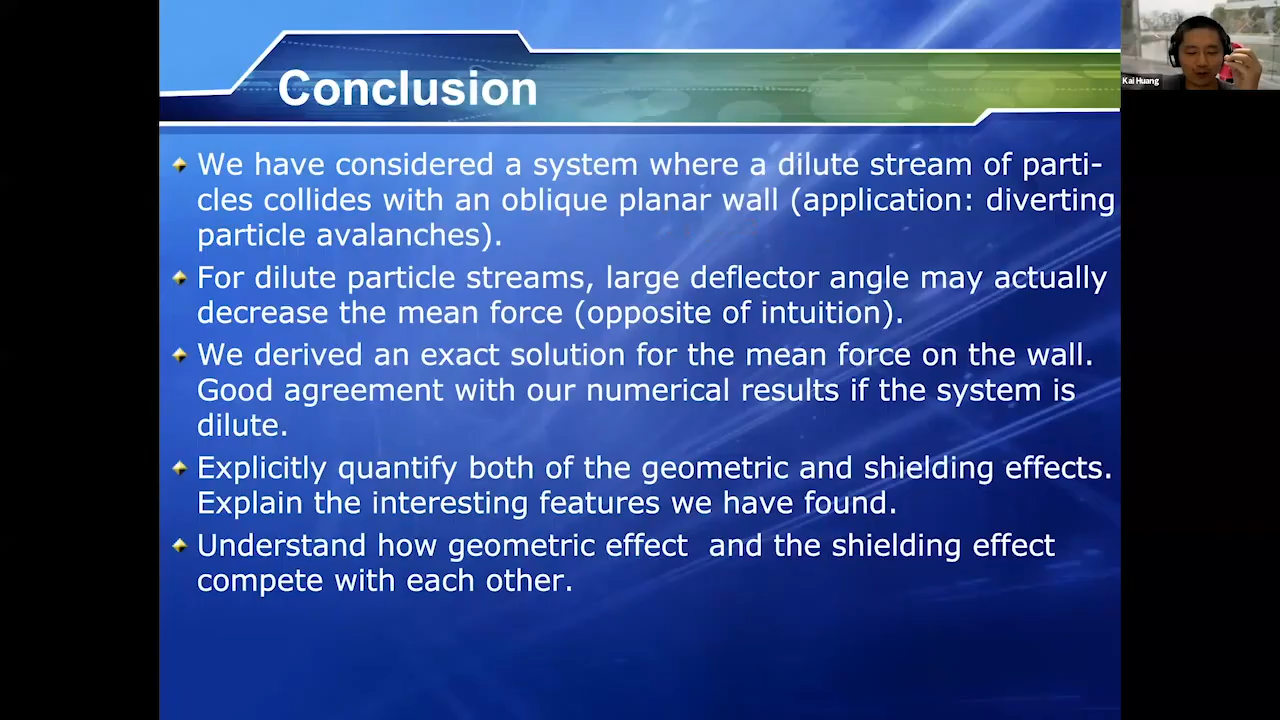 Conclusion
Kai Huang
We have considered a system where a dilute stream of parti-
cles collides with an oblique planar wall (application: diverting
particle avalanches).
For dilute particle streams, large deflector angle may actually
decrease the mean force (opposite of intuition).
We derived an exact solution for the mean force on the wall.
Good agreement with our numerical results if the system is
dilute.
Explicitly quantify both of the geometric and shielding effects.
Explain the interesting features we have found.
Understand how geometric effect  and the shielding effect
compete with each other.